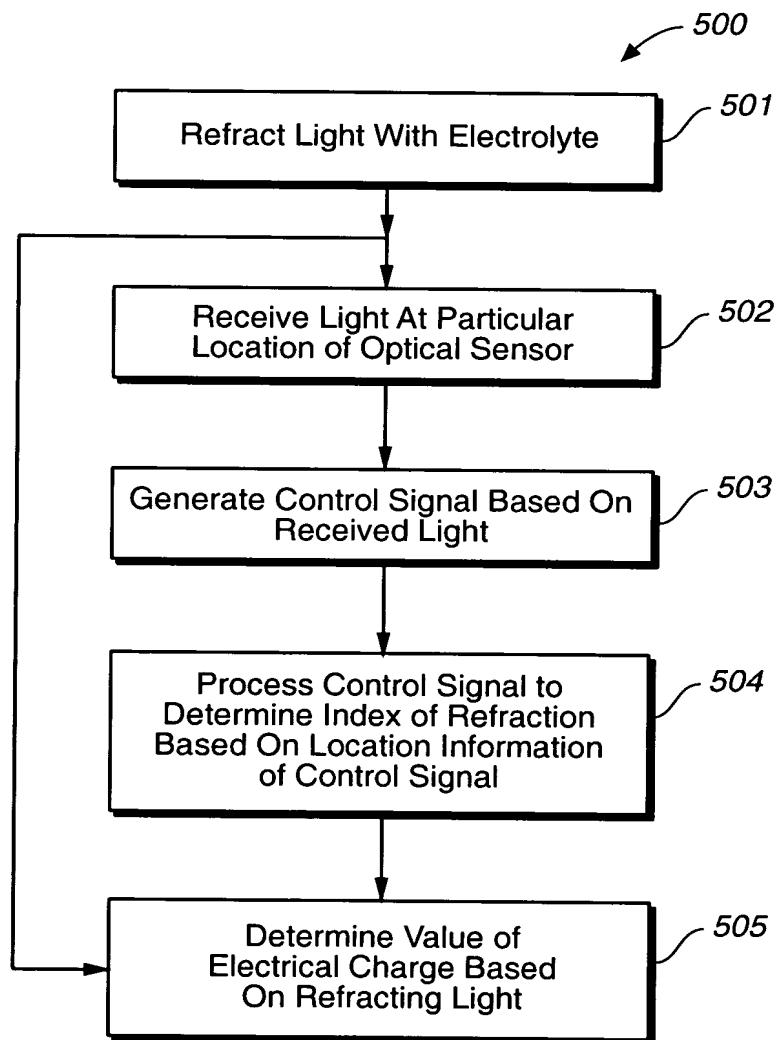 500
501
Refract Light With Electrolyte
502
Receive Light At Particular
Location of Optical Sensor
503
Generate Control Signal Based On
Received Light
504
Process Control Signal to
Determine Index of Refraction
Based On Location Information
of Control Signal
505
Determine Value of
Electrical Charge Based
On Refracting Light